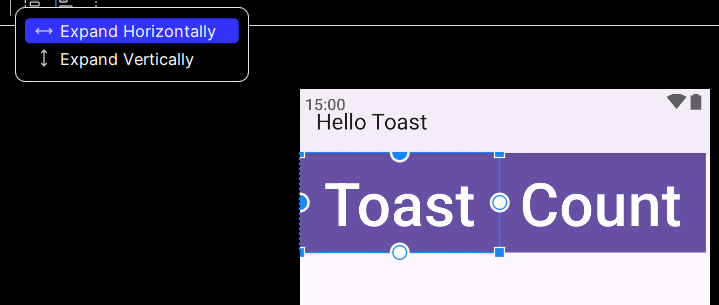 Expand Horizontally
Expand Vertically
15:00
Hello Toast
Toast Count